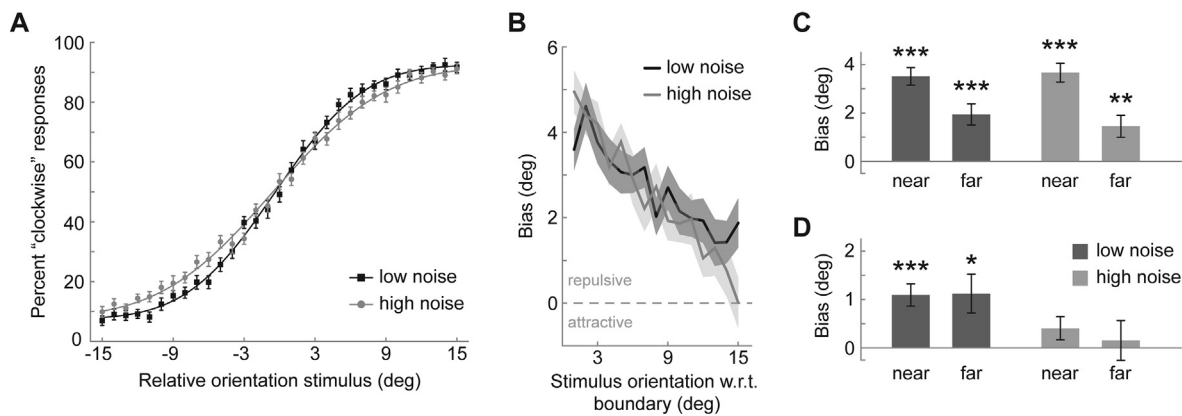 A
Percent “clockwise” responses
100
80
60
40
20
0
-15
-9
-3
3
9
15
Relative orientation stimulus (deg)
low noise
high noise
B
Bias (deg)
6
4
2
0
low noise
high noise
repulsive
attractive
3
9
15
Stimulus orientation w.r.t.
boundary (deg)
C
Bias (deg)
4
2
0
***
***
***
**
near
far
near
far
D
Bias (deg)
2
1
0
***
*
low noise
high noise
near
far
near
far